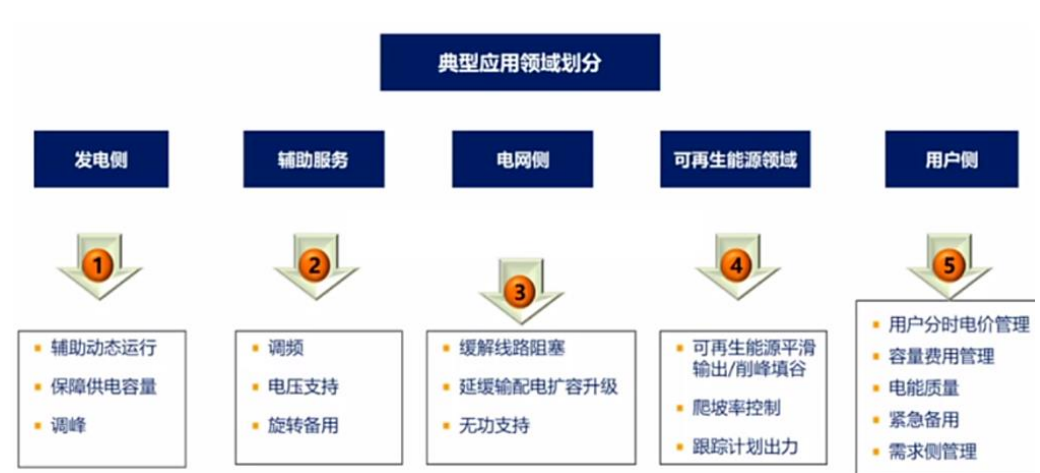 典型应用领域划分
发电侧
辅助服务
电网侧
可再生能源领域
用户侧
1
2
3
4
5
辅助动态运行
保障供电容量
调峰
调频
电压支持
旋转备用
缓解线路阻塞
延缓输配电扩容升级
无功支持
可再生能源平滑
输出/削峰填谷
爬坡率控制
跟踪计划出力
用户分时电价管理
容量费用管理
电能质量
紧急备用
需求侧管理